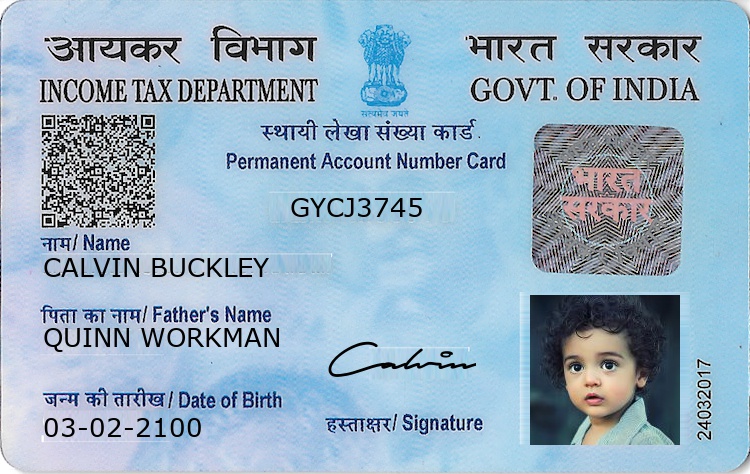 आयकर विभाग
INCOME TAX DEPARTMENT
सत्यमेव जयते
भारत सरकार
GOVT. OF INDIA
स्थायी लेखा संख्या कार्ड
Permanent Account Number Card
GYCJ3745
भारत
सरकार
नाम/ Name
CALVIN BUCKLEY
पिता का नाम/ Father's Name
QUINN WORKMAN
Calvin
जन्म की तारीख/ Date of Birth
03-02-2100
हस्ताक्षर/ Signature
24032017